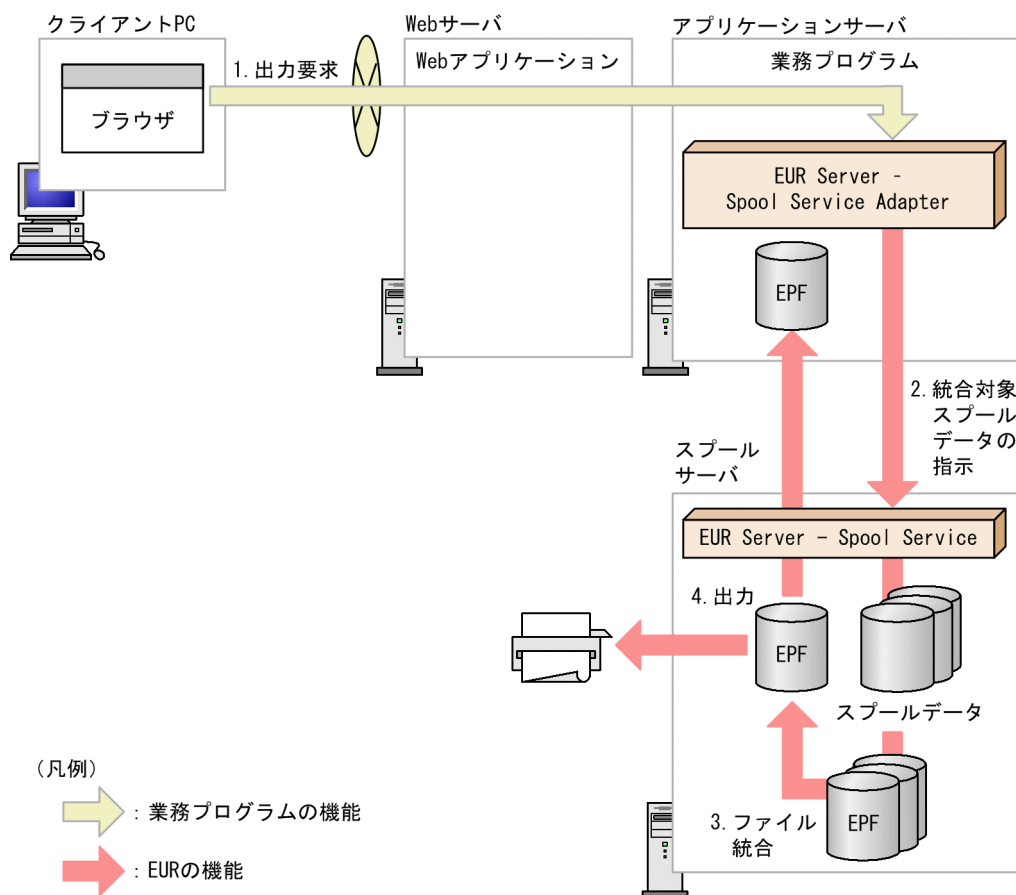 クライアントPC
Webサーバ
アプリケーションサーバ
1. 出力要求
Webアプリケーション
業務プログラム
ブラウザ
EUR Server -
Spool Service Adapter
EPF
2. 統合対象
スプール
データの
指示
スプール
サーバ
EUR Server - Spool Service
4. 出力
EPF
スプールデータ
3. ファイル
統合
EPF
(凡例)
: 業務プログラムの機能
: EURの機能